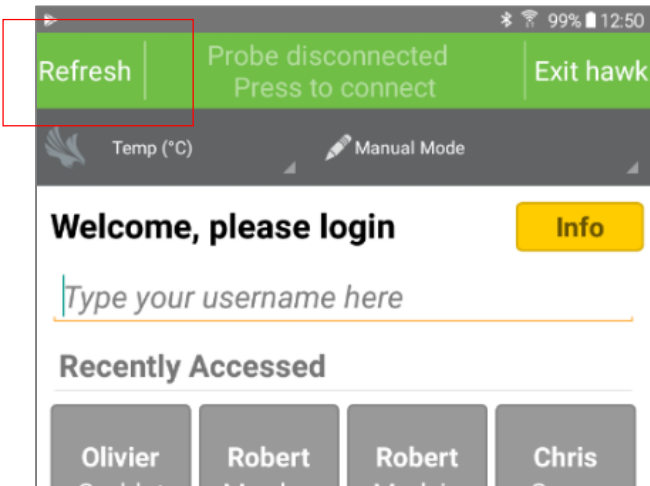 99% 12:50
Refresh
Probe disconnected
Press to connect
Exit hawk
Temp (°C)
Manual Mode
Welcome, please login
Info
Type your username here
Recently Accessed
Olivier
Robert
Robert
Chris